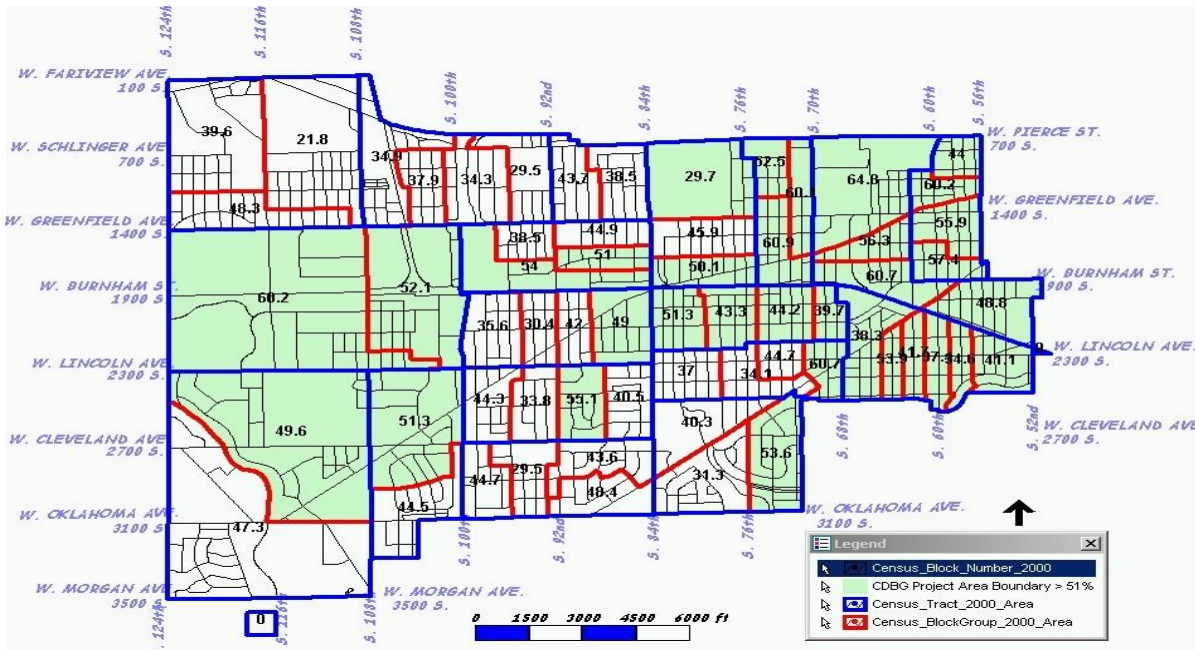 S. 124th
S. 116th
S. 108th
W. FARIVIEW AVE
100 S.
S. 100th
S. 92nd
S. 84th
S. 76th
S. 70th
S. 60th
S. 56th
W. SCHLINGER AVE
700 S.
W. PIERCE ST.
700 S.
39.6
21.8
34.9
37.9
34.3
29.5
43.7
38.5
29.7
52.5
60.1
64.8
44
60.2
48.3
W. GREENFIELD AVE
1400 S.
W. GREENFIELD AVE.
1400 S.
38.5
44.9
45.9
60.9
56.3
55.9
54
51
50.1
60.7
57.4
W. BURNHAM ST.
1900 S.
W. BURNHAM ST.
1900 S.
60.2
52.1
35.6
30.4
42
49
51.3
43.3
44.2
39.7
38.3
48.8
W. LINCOLN AVE
2300 S.
W. LINCOLN AVE.
2300 S.
41.7
41.1
37
34.1
44.7
60.7
49.6
51.3
44.3
33.8
55.1
40.5
40.3
53.6
W. CLEVELAND AVE
2700 S.
W. CLEVELAND AVE
2700 S.
S. 68th
S. 60th
S. 52nd
44.7
29.5
43.6
48.4
31.3
44.5
W. OKLAHOMA AVE.
3100 S.
W. OKLAHOMA AVE.
3100 S.
47.3
S. 100th
S. 92nd
S. 84th
S. 76th
W. MORGAN AVE.
3500 S.
W. MORGAN AVE.
3500 S.
S. 124th
0
S. 116th
S. 108th
0 1500 3000 4500 6000 ft
Legend
Census_Block_Number_2000
CDBG Project Area Boundary > 51%
Census_Tract_2000_Area
Census_BlockGroup_2000_Area